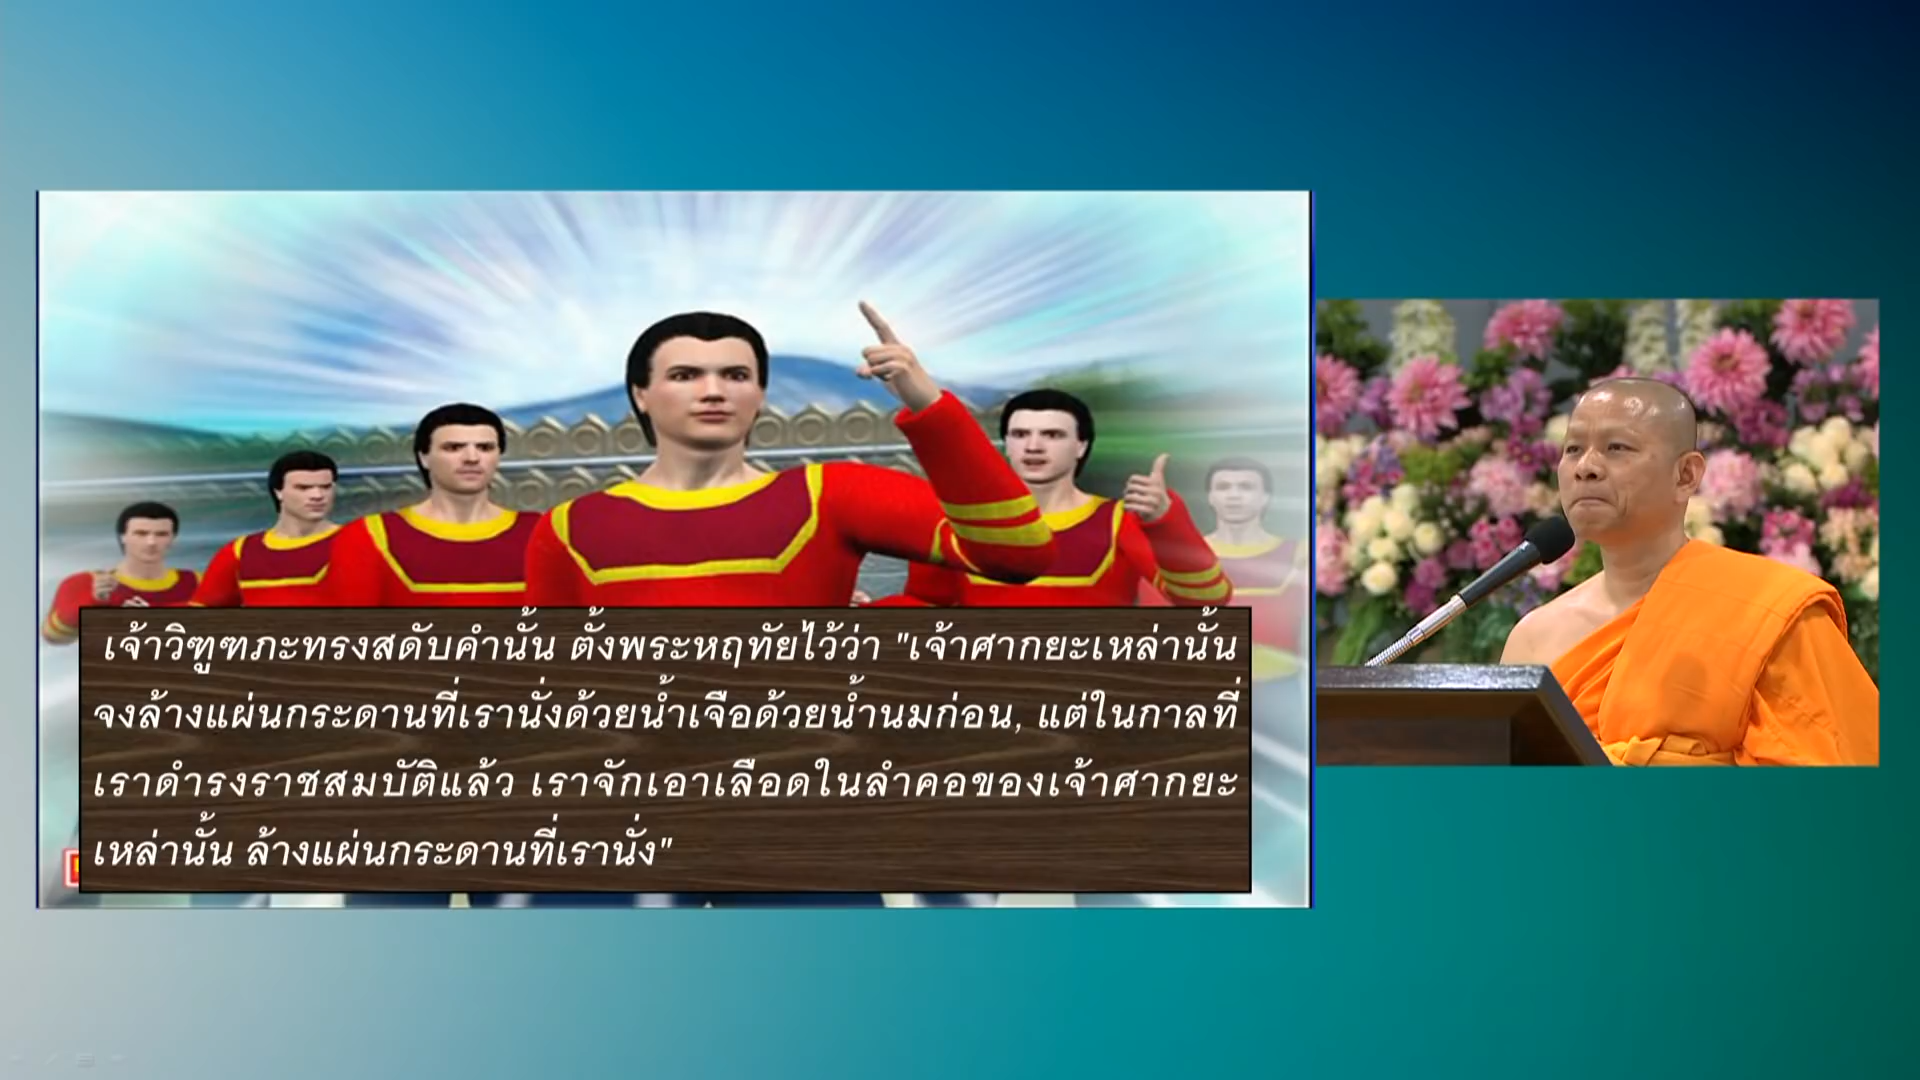 เจ้าวิฑูฑภะทรงสดับคำนั้น ตั้งพระหฤทัยไว้ว่า "เจ้าศากยะเหล่านั้น
จงล้างแผ่นกระดานที่เรานั่งด้วยน้ำเจือด้วยน้ำนมก่อน, แต่ในกาลที่
เราดำรงราชสมบัติแล้ว เราจักเอาเลือดในลำคอของเจ้าศากยะ
เหล่านั้น ล้างแผ่นกระดานที่เรานั่ง"